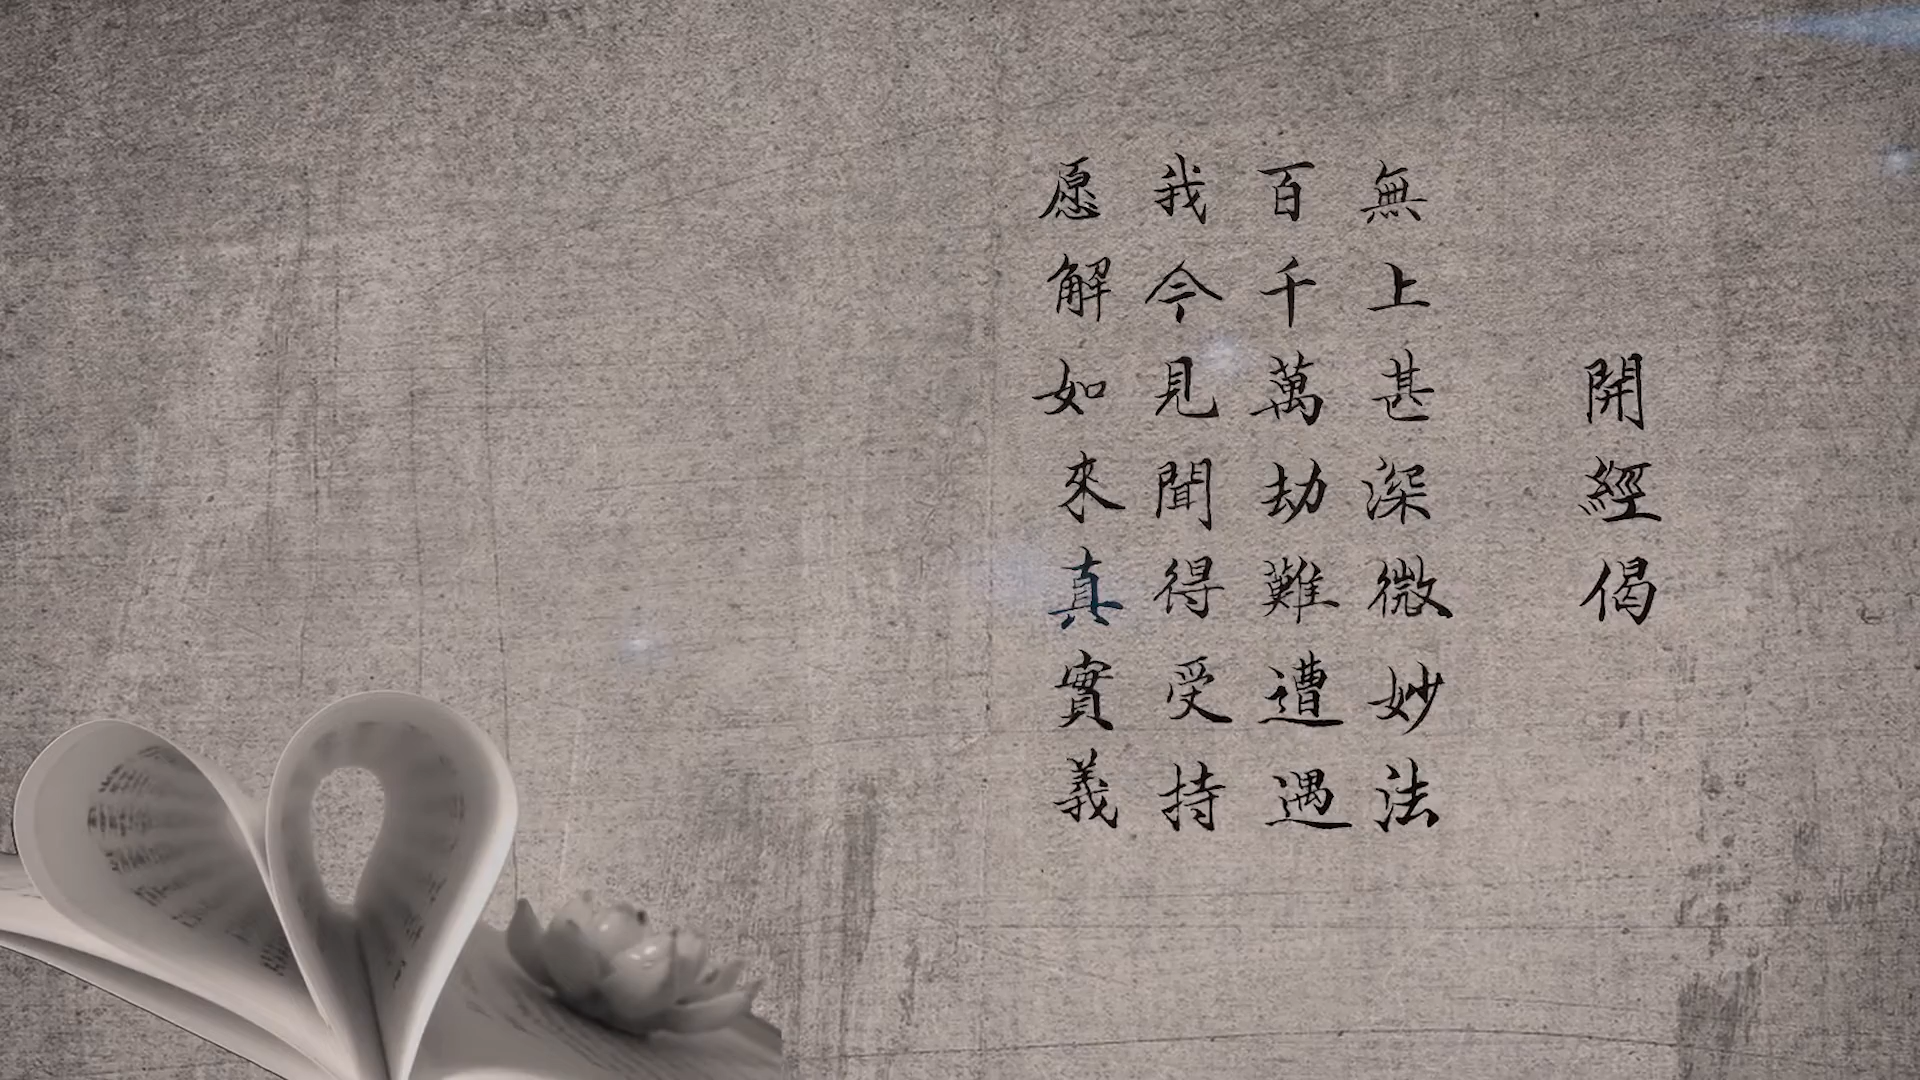 開經偈
無上甚深微妙法
百千萬劫難遭遇
我今見聞得受持
愿解如來真實義